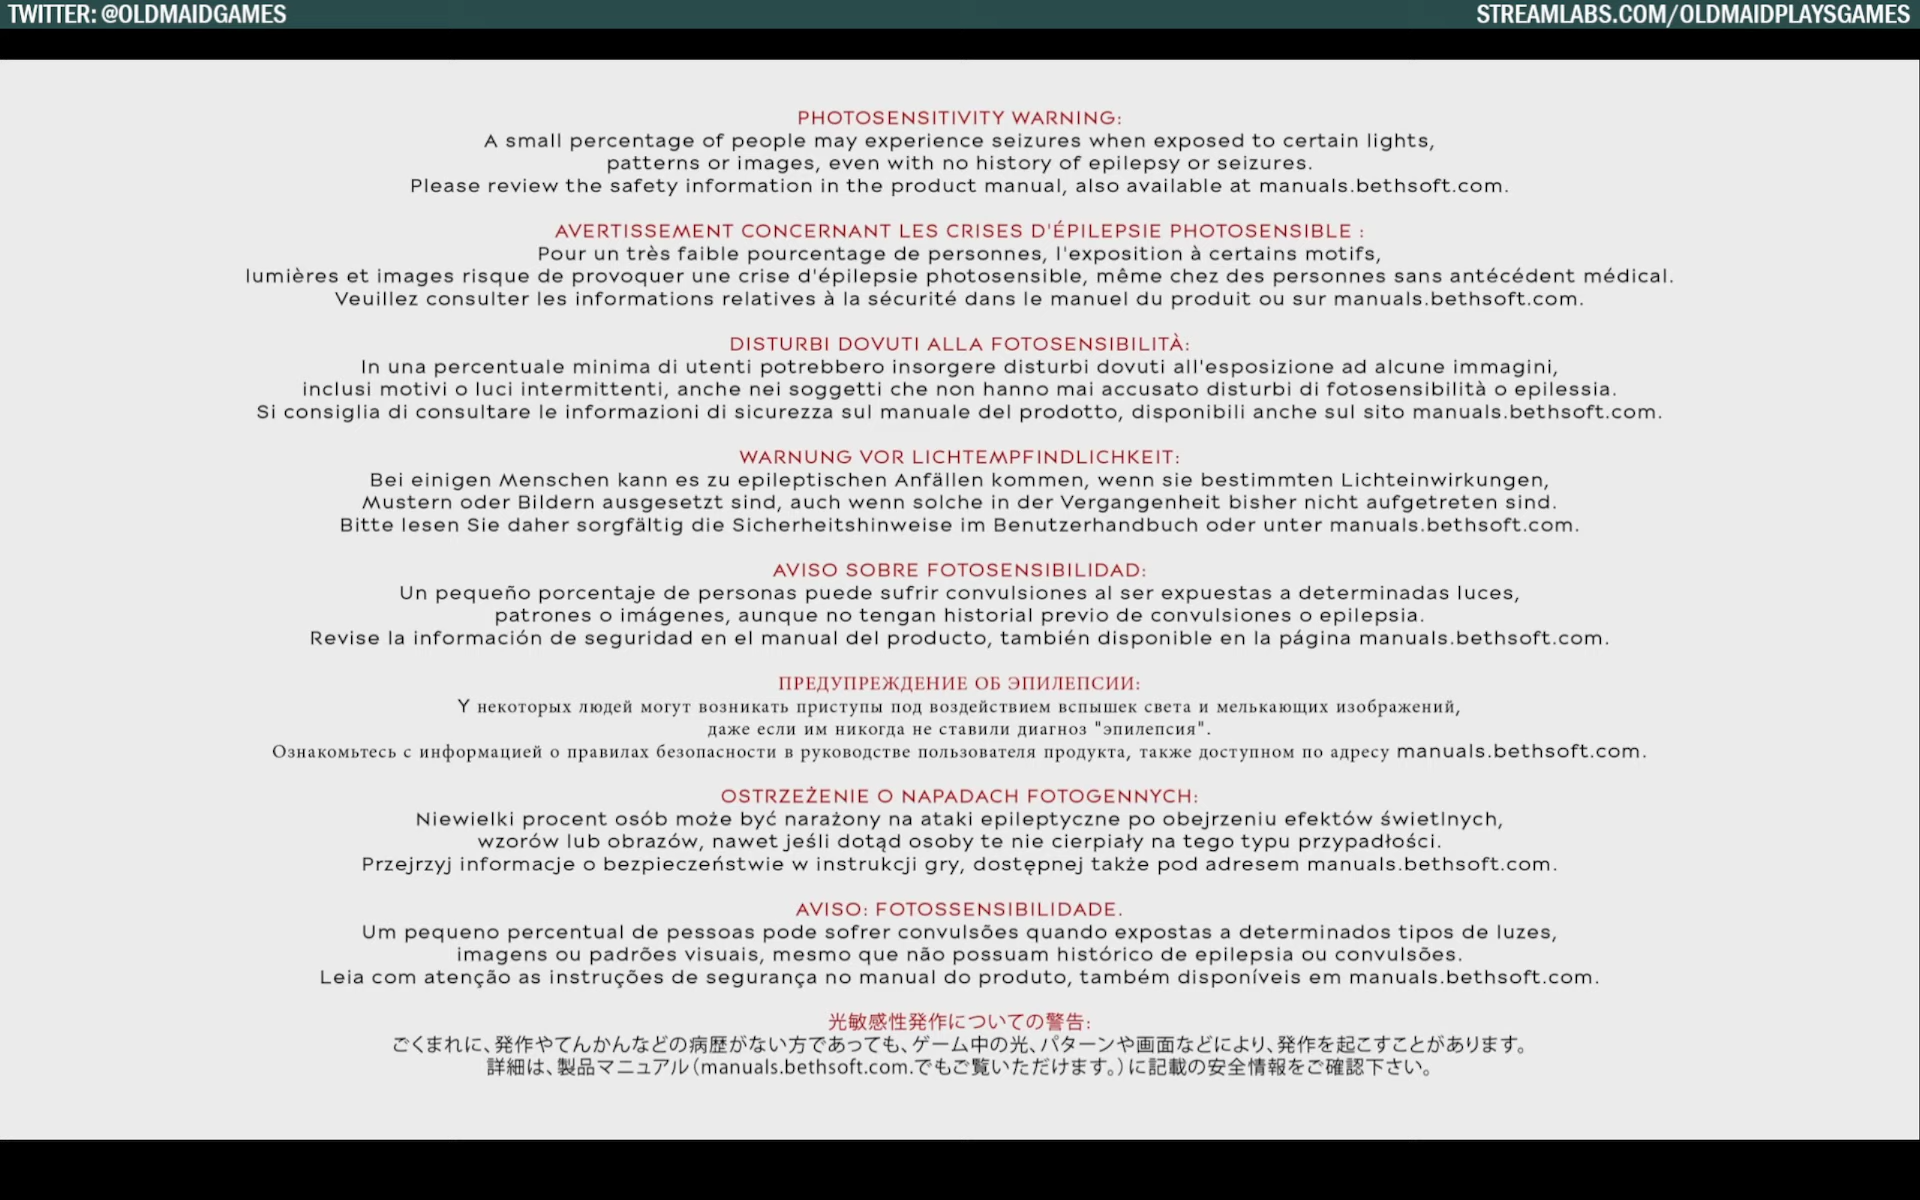 TWITTER: @OLDMAIDGAMES
STREAMLABS.COM/OLDMAIDPLAYSGAMES
PHOTOSENSITIVITY WARNING:
A small percentage of people may experience seizures when exposed to certain lights,
patterns or images, even with no history of epilepsy or seizures.
Please review the safety information in the product manual, also available at manuals.bethsoft.com.
AVERTISSEMENT CONCERNANT LES CRISES D'ÉPILEPSIE PHOTOSENSIBLE :
Pour un très faible pourcentage de personnes, l'exposition à certains motifs,
lumières et images risque de provoquer une crise d'épilepsie photosensible, même chez des personnes sans antécédent médical.
Veuillez consulter les informations relatives à la sécurité dans le manuel du produit ou sur manuals.bethsoft.com.
DISTURBI DOVUTI ALLA FOTOSENSIBILITÀ:
In una percentuale minima di utenti potrebbero insorgere disturbi dovuti all'esposizione ad alcune immagini,
inclusi motivi o luci intermittenti, anche nei soggetti che non hanno mai accusato disturbi di fotosensibilità o epilessia.
Si consiglia di consultare le informazioni di sicurezza sul manuale del prodotto, disponibili anche sul sito manuals.bethsoft.com.
WARNUNG VOR LICHTEMPFINDLICHKEIT:
Bei einigen Menschen kann es zu epileptischen Anfällen kommen, wenn sie bestimmten Lichteinwirkungen,
Mustern oder Bildern ausgesetzt sind, auch wenn solche in der Vergangenheit bisher nicht aufgetreten sind.
Bitte lesen Sie daher sorgfältig die Sicherheitshinweise im Benutzerhandbuch oder unter manuals.bethsoft.com.
AVISO SOBRE FOTOSENSIBILIDAD:
Un pequeño porcentaje de personas puede sufrir convulsiones al ser expuestas a determinadas luces,
patrones o imágenes, aunque no tengan historial previo de convulsiones o epilepsia.
Revise la información de seguridad en el manual del producto, también disponible en la página manuals.bethsoft.com.
ПРЕДУПРЕЖДЕНИЕ ОБ ЭПИЛЕПСИИ:
Y некоторых людей могут возникать приступы под воздействием вспышек света и мелькающих изображений,
даже если им никогда не ставили диагноз "эпилепсия".
Ознакомьтесь с информацией о правилах безопасности в руководстве пользователя продукта, также доступном по адресу manuals.bethsoft.com.
OSTRZEŻENIE O NAPADACH FOTOGENNYCH:
Niewielki procent osób może być narażony na ataki epileptyczne po obejrzeniu efektów świetlnych,
wzorów lub obrazów, nawet jeśli dotąd osoby te nie cierpiały na tego typu przypadłości.
Przejrzyj informacje o bezpieczeństwie w instrukcji gry, dostępnej także pod adresem manuals.bethsoft.com.
AVISO: FOTOSSENSIBILIDADE.
Um pequeno percentual de pessoas pode sofrer convulsões quando expostas a determinados tipos de luzes,
imagens ou padrões visuais, mesmo que não possuam histórico de epilepsia ou convulsões.
Leia com atenção as instruções de segurança no manual do produto, também disponíveis em manuals.bethsoft.com.
光敏感性発作についての警告:
ごくまれに、発作やてんかんなどの病歴がない方であっても、ゲーム中の光、パターンや画面などにより、発作を起こすことがあります。
詳細は、製品マニュアル（manuals.bethsoft.com.でもご覧いただけます。）に記載の安全情報をご確認下さい。